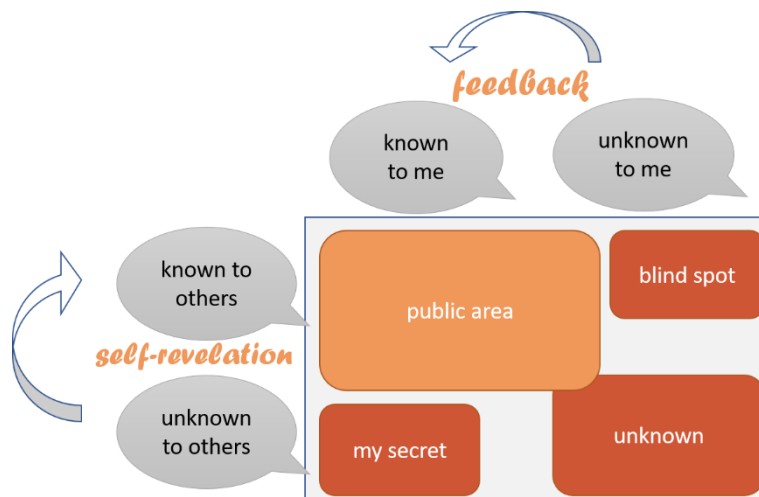 feedback
known
to me
unknown
to me
known to
others
public area
blind spot
self-revelation
unknown
to others
my secret
unknown